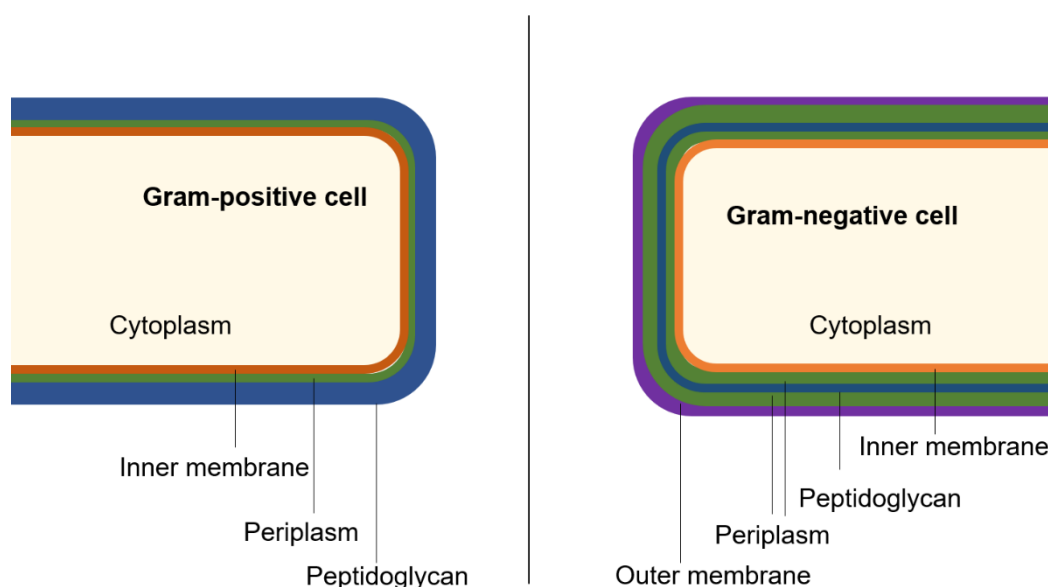 Gram-positive cell
Cytoplasm
Inner membrane
Periplasm
Peptidoglycan
Gram-negative cell
Cytoplasm
Inner membrane
Peptidoglycan
Periplasm
Outer membrane